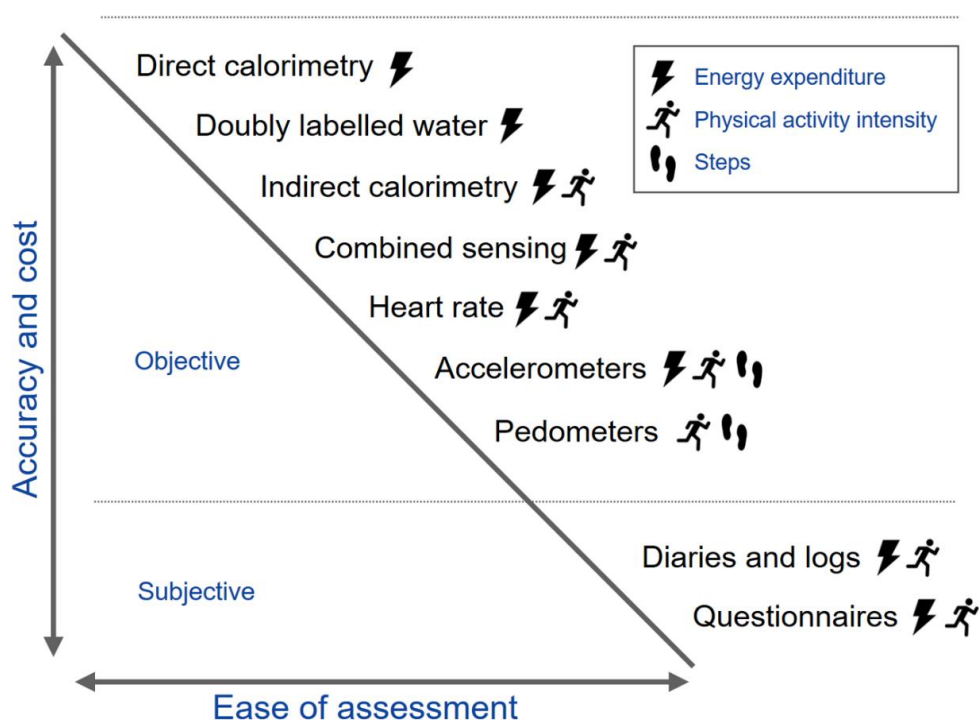 Direct calorimetry
Doubly labelled water
Indirect calorimetry
Combined sensing
Heart rate
Accelerometers
Pedometers
Diaries and logs
Questionnaires
Energy expenditure
Physical activity intensity
Steps
Objective
Subjective
Accuracy and cost
Ease of assessment